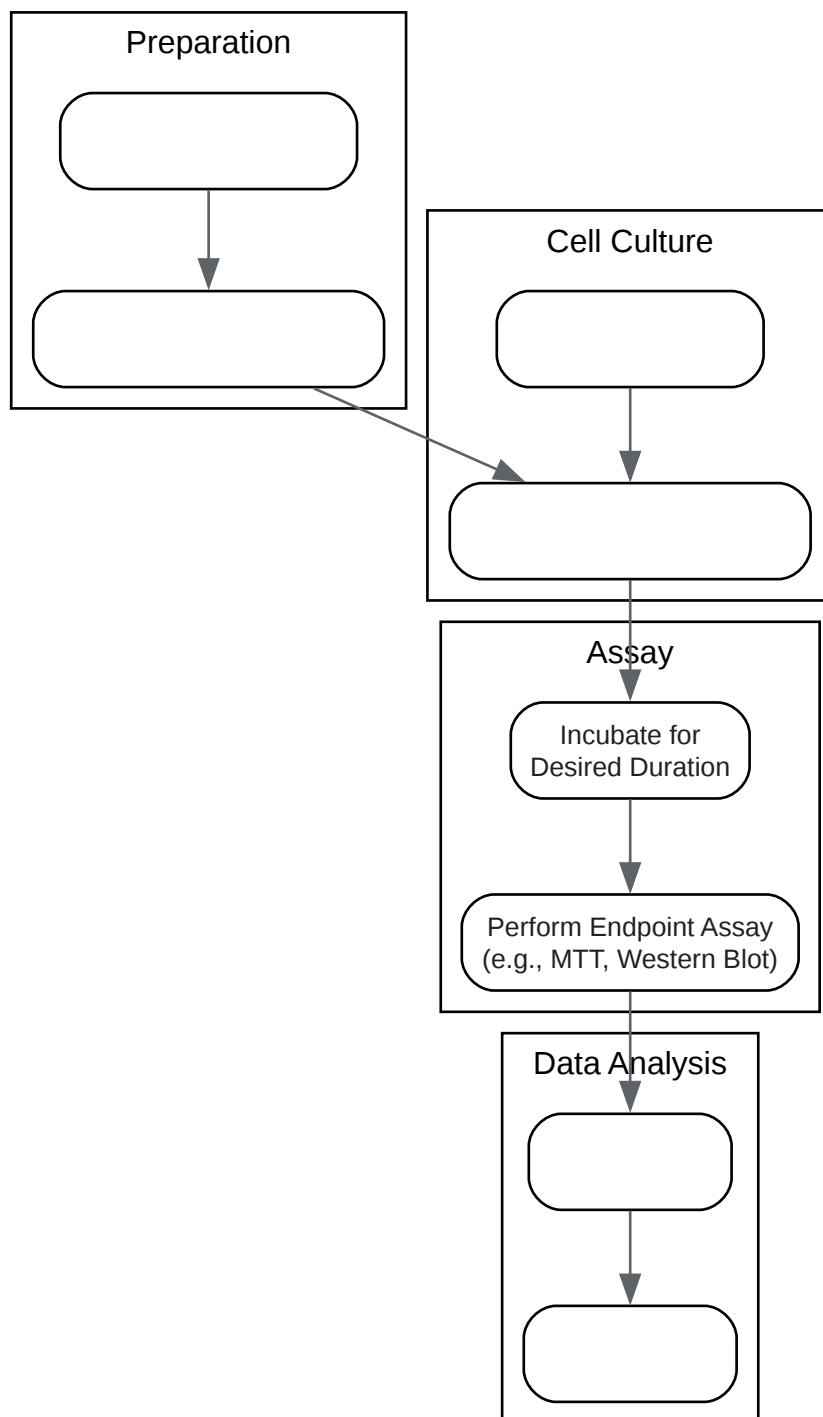 Preparation
Cell Culture
Assay
Incubate for
Desired Duration
Perform Endpoint Assay
(e.g., MTT, Western Blot)
Data Analysis